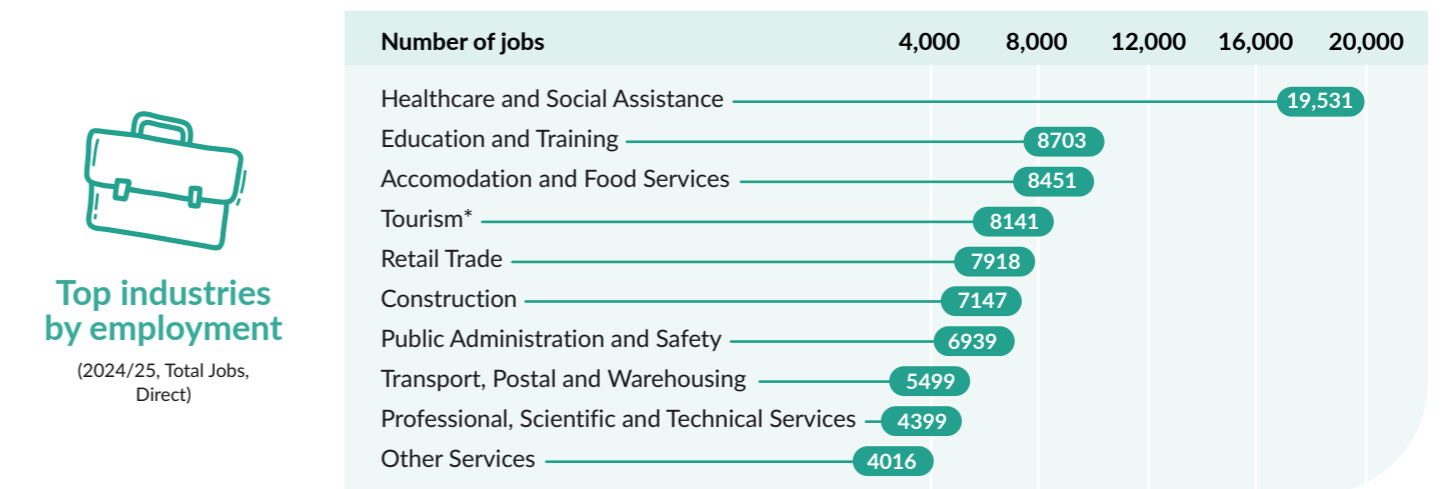 Number of jobs 4,000 8,000 12,000 16,000 20,000
Healthcare and Social Assistance 19,531
Education and Training 8703
Accomodation and Food Services 8451
Tourism* 8141
Retail Trade 7918
Construction 7147
Public Administration and Safety 6939
Transport, Postal and Warehousing 5499
Professional, Scientific and Technical Services 4399
Other Services 4016
Top industries
by employment
(2024/25, Total Jobs,
Direct)